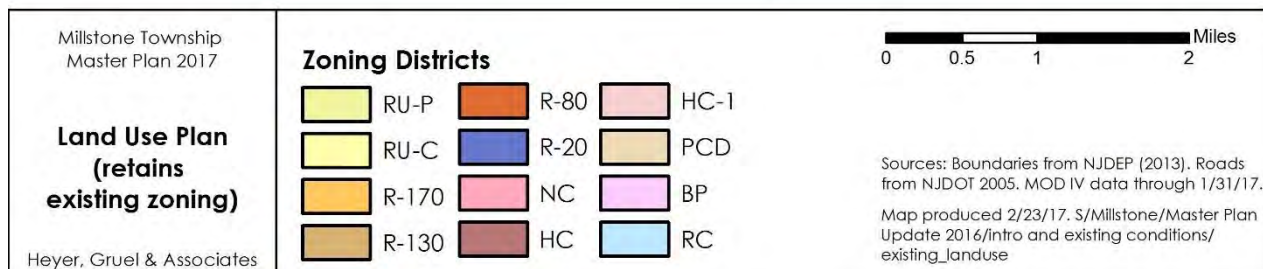 Millstone Township
Master Plan 2017
Land Use Plan
(retains
existing zoning)
Heyer, Gruel & Associates
Zoning Districts
RU-P
RU-C
R-170
R-130
R-80
R-20
NC
HC
HC-1
PCD
BP
RC
Miles
0 0.5 1 2
Sources: Boundaries from NJDEP (2013). Roads
from NJDOT 2005. MOD IV data through 1/31/17.
Map produced 2/23/17. S/Millstone/Master Plan
Update 2016/intro and existing conditions/
existing_landuse